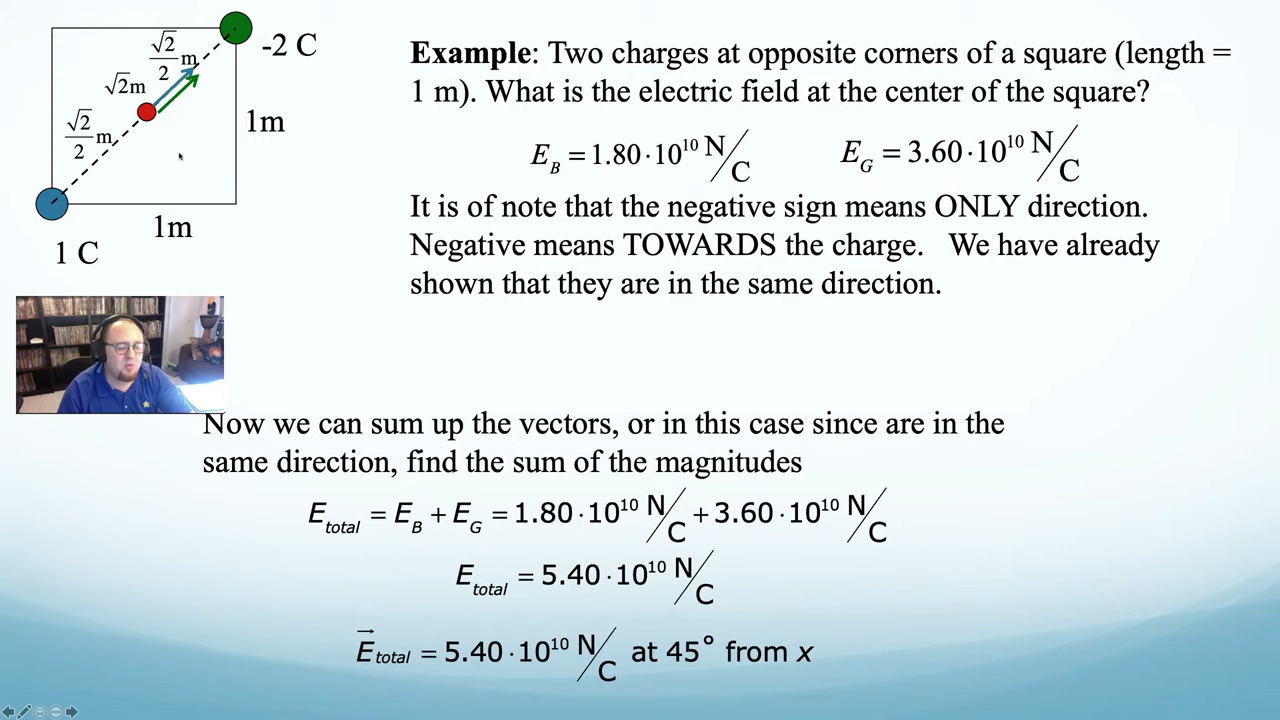 √2/2 m
-2 C
√2m
√2/2 m
1m
1m
1 C
Example: Two charges at opposite corners of a square (length =
1 m). What is the electric field at the center of the square?
E_B = 1.80·10^10 N/C E_G = 3.60·10^10 N/C
It is of note that the negative sign means ONLY direction.
Negative means TOWARDS the charge. We have already
shown that they are in the same direction.
Now we can sum up the vectors, or in this case since are in the
same direction, find the sum of the magnitudes
E_total = E_B + E_G = 1.80·10^10 N/C + 3.60·10^10 N/C
E_total = 5.40·10^10 N/C
E⃗_total = 5.40·10^10 N/C at 45° from x